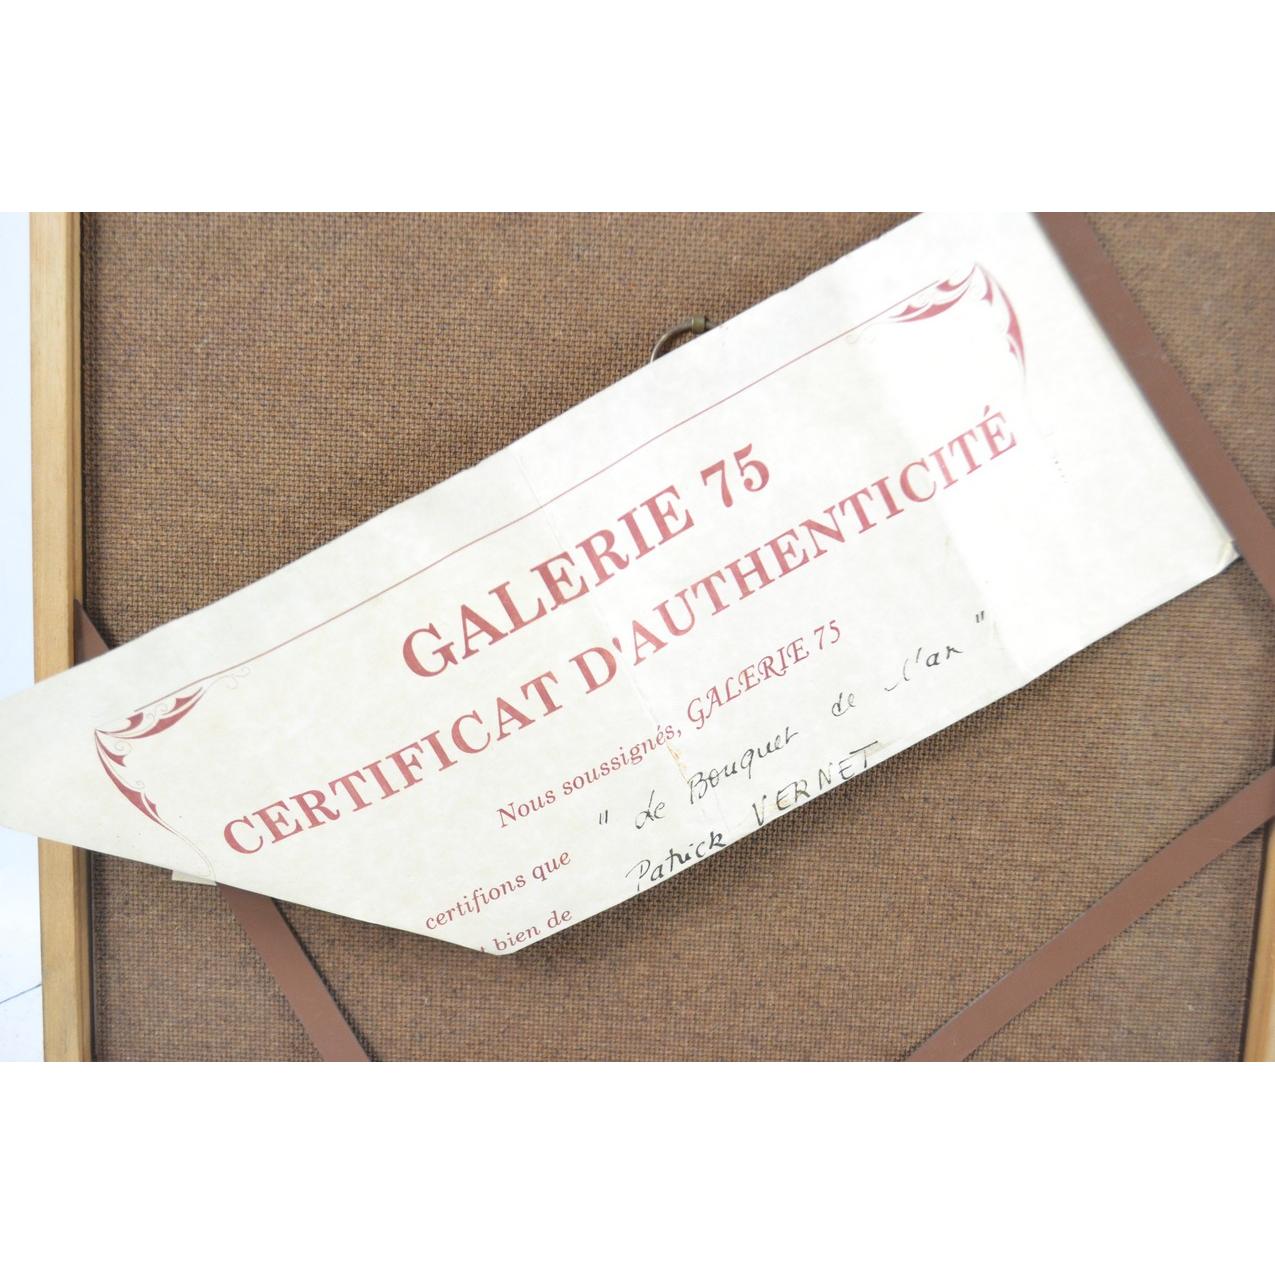 GALERIE 75
CERTIFICAT D'AUTHENTICITÉ
Nous soussignés, GALERIE 75
certifions que " Le Bouquet de l'an "
t bien de Patrick VERNET